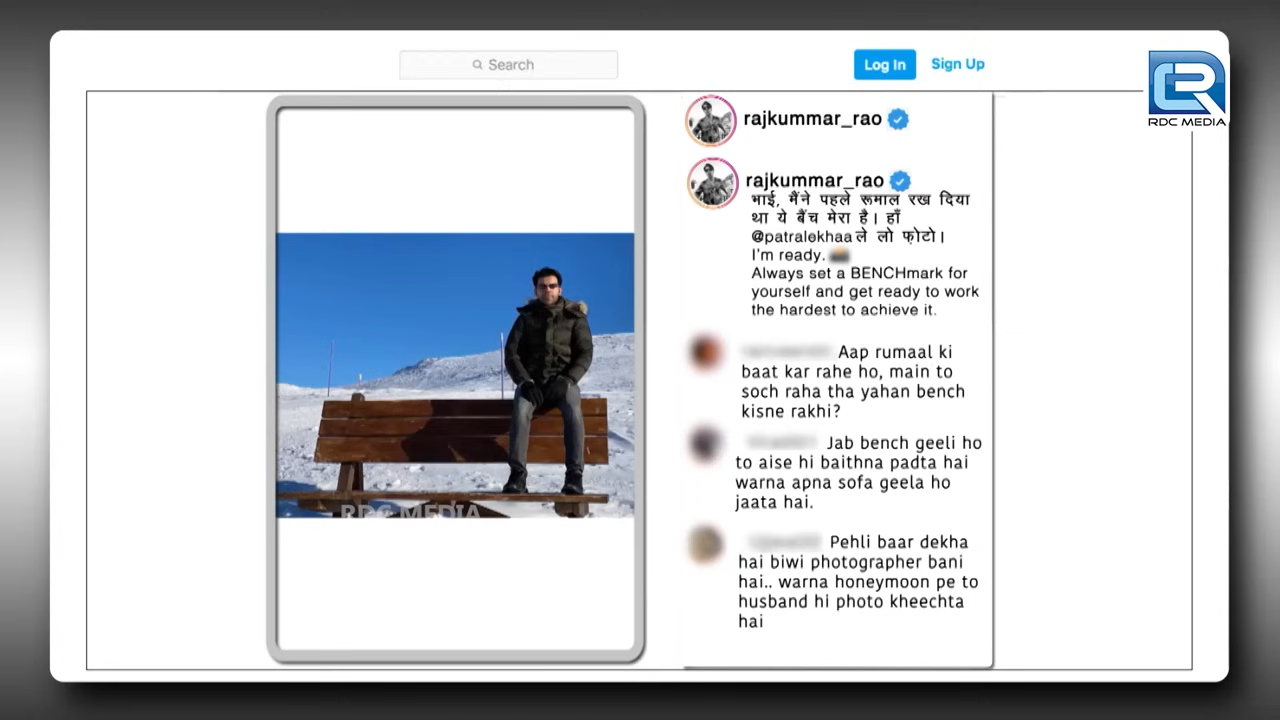 Search
Log In
Sign Up
RDC MEDIA
rajkummar_rao
rajkummar_rao
भाई, मैंने पहले रूमाल रख दिया
था ये बैंच मेरा है। हाँ
@patralekhaa ले लो फ़ोटो।
I'm ready.
Always set a BENCHmark for
yourself and get ready to work
the hardest to achieve it.
Aap rumaal ki
baat kar rahe ho, main to
soch raha tha yahan bench
kisne rakhi?
Jab bench geeli ho
to aise hi baithna padta hai
warna apna sofa geela ho
jaata hai.
Pehli baar dekha
hai biwi photographer bani
hai.. warna honeymoon pe to
husband hi photo kheechta
hai
RDC MEDIA